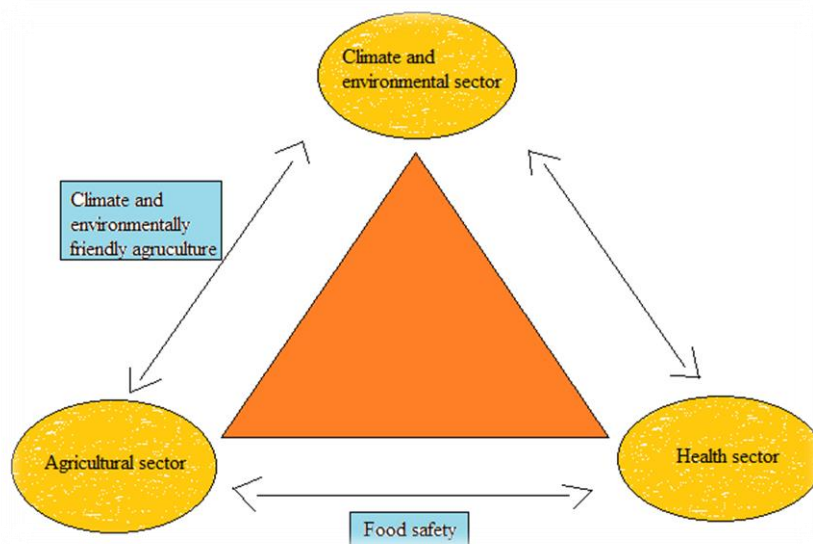 Climate and
environmental sector
Climate and
environmentally
friendly agruculture
Agricultural sector
Health sector
Food safety